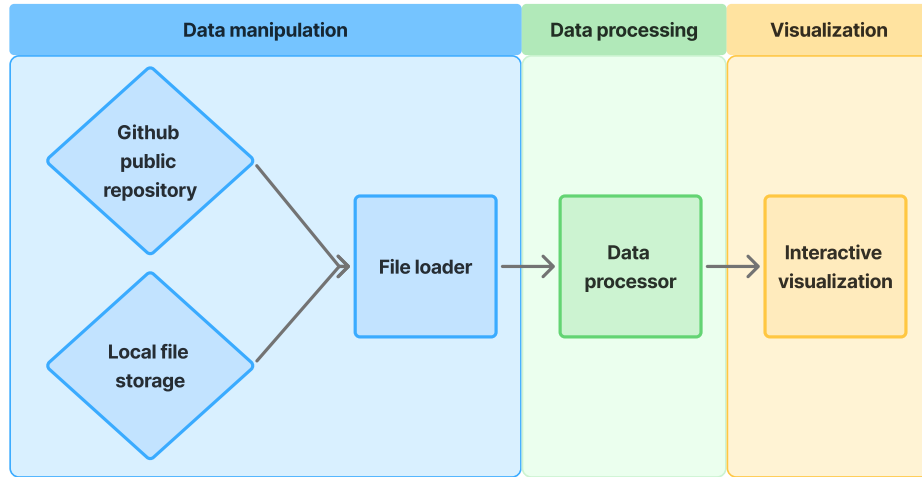 Data manipulation
Data processing
Visualization
Github
public
repository
Local file
storage
File loader
Data
processor
Interactive
visualization